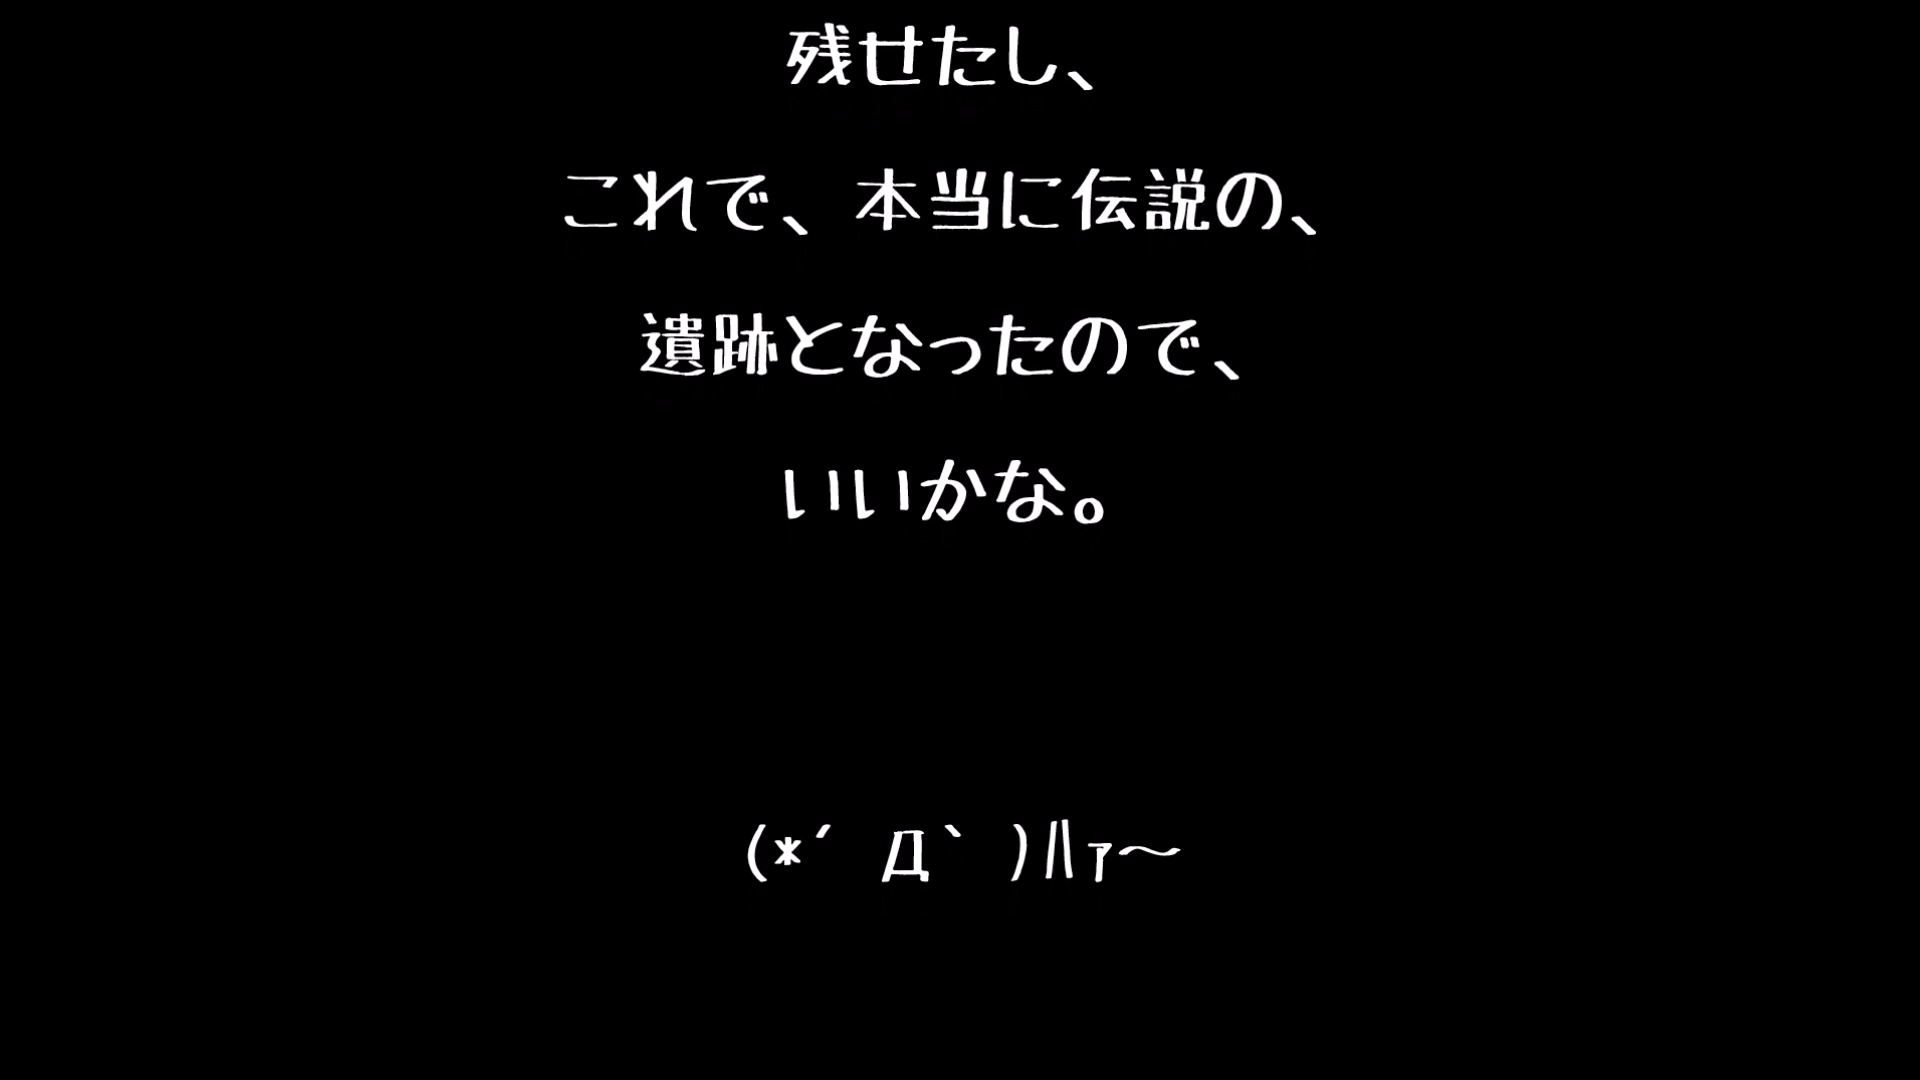 残せたし、
これで、本当に伝説の、
遺跡となったので、
いいかな。
(*´Д｀)ﾊｧ～